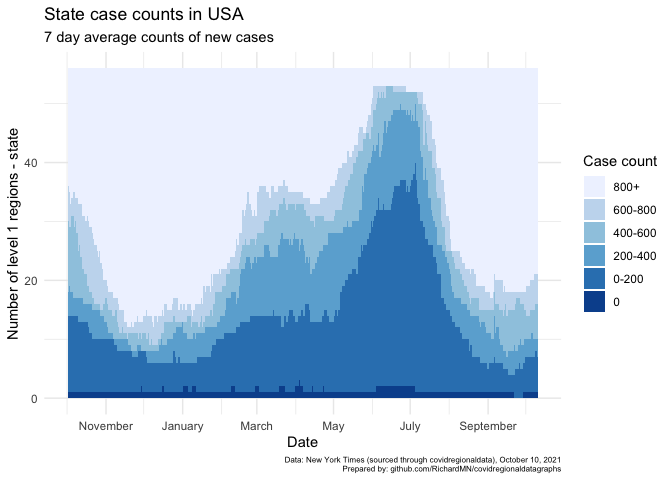 State case counts in USA
7 day average counts of new cases
Number of level 1 regions - state
40
20
0
November
January
March
May
July
September
Date
Case count
800+
600-800
400-600
200-400
0-200
0
Data: New York Times (sourced through covidregionaldata), October 10, 2021
Prepared by: github.com/RichardMN/covidregionaldatagraphs